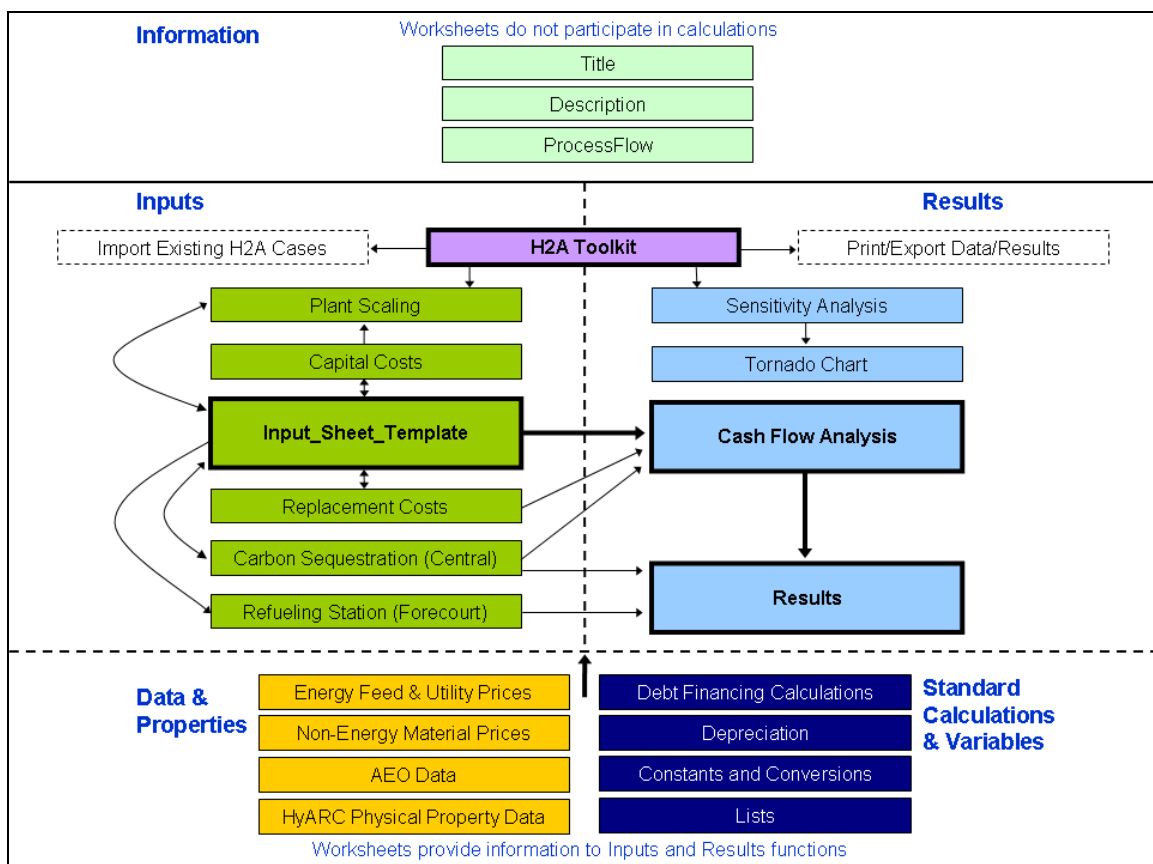 Information
Worksheets do not participate in calculations
Title
Description
ProcessFlow
Inputs
Results
Import Existing H2A Cases
H2A Toolkit
Print/Export Data/Results
Plant Scaling
Sensitivity Analysis
Capital Costs
Tornado Chart
Input_Sheet_Template
Cash Flow Analysis
Replacement Costs
Carbon Sequestration (Central)
Results
Refueling Station (Forecourt)
Data &
Properties
Energy Feed & Utility Prices
Non-Energy Material Prices
AEO Data
HyARC Physical Property Data
Debt Financing Calculations
Depreciation
Constants and Conversions
Lists
Standard
Calculations
& Variables
Worksheets provide information to Inputs and Results functions